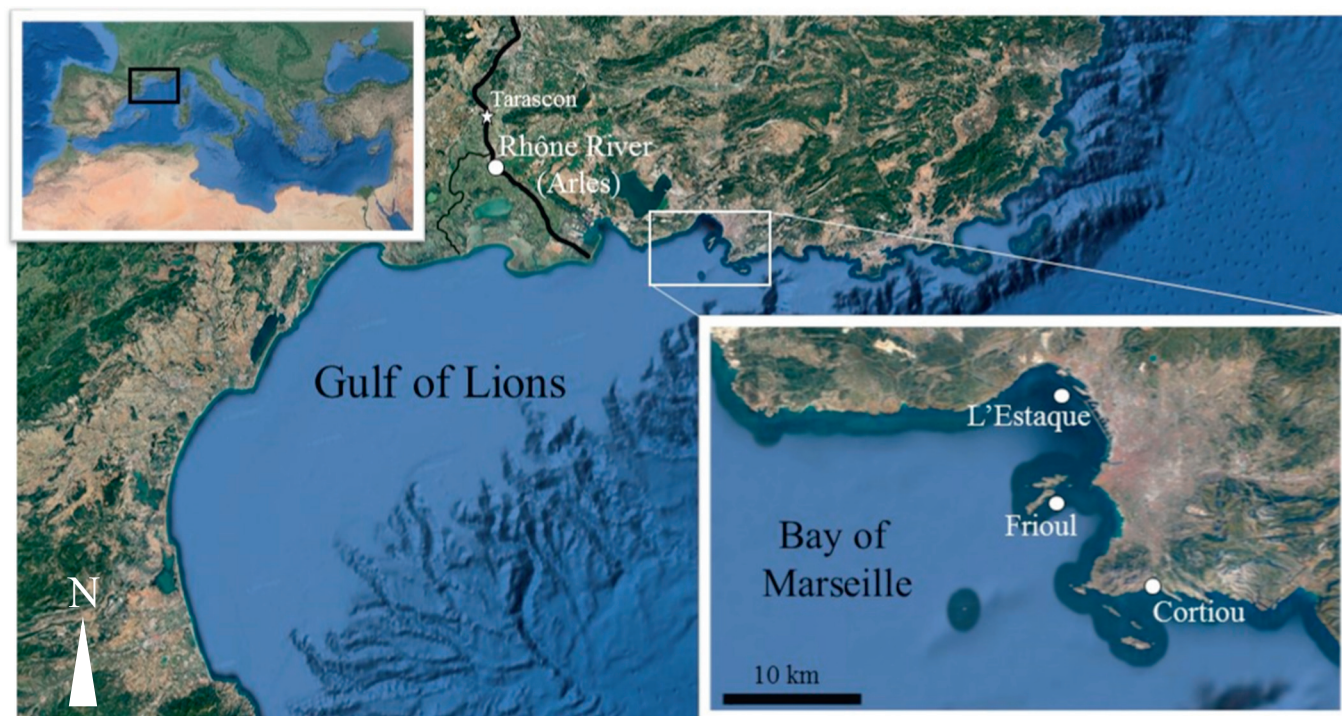 Tarascon
Rhône River
(Arles)
Gulf of Lions
N
L'Estaque
Frioul
Bay of
Marseille
Cortiou
10 km